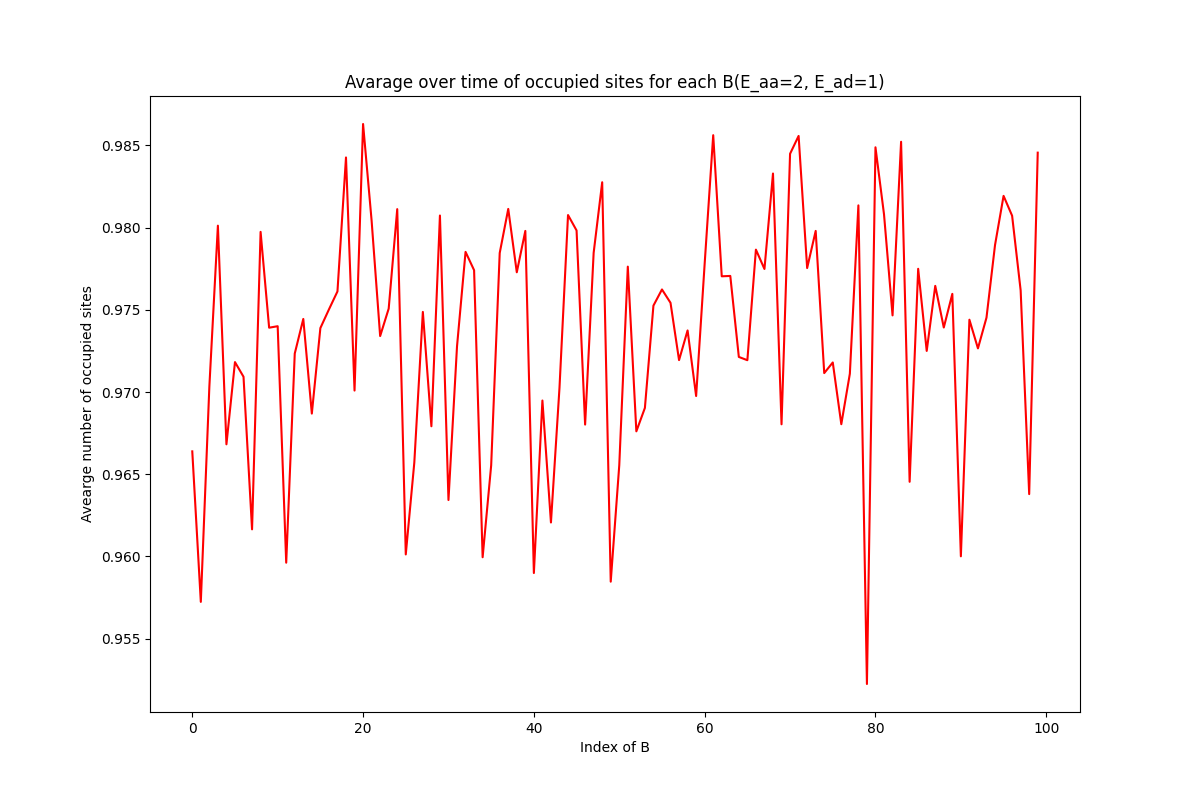 Avarage over time of occupied sites for each B(E_aa=2, E_ad=1)
0.985
0.980
0.975
0.970
0.965
0.960
0.955
Avearge number of occupied sites
0 20 40 60 80 100
Index of B